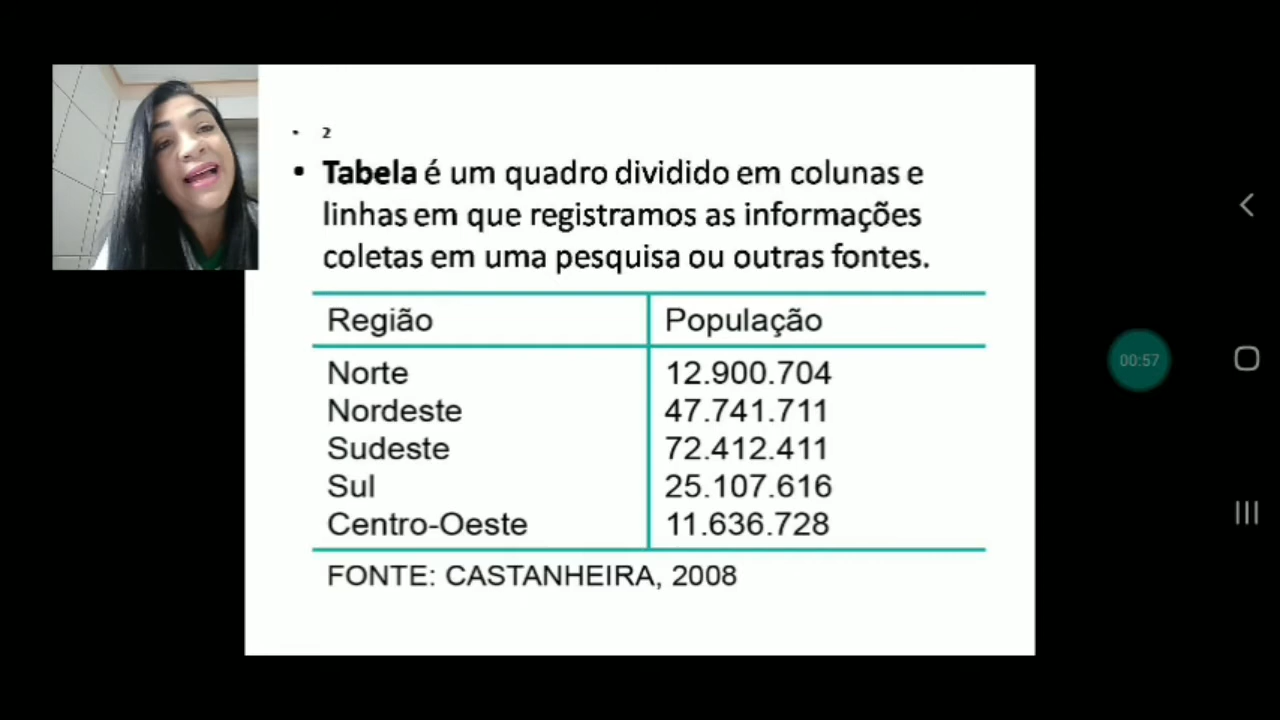 • 2
• Tabela é um quadro dividido em colunas e
linhas em que registramos as informações
coletas em uma pesquisa ou outras fontes.
Região População
Norte 12.900.704
Nordeste 47.741.711
Sudeste 72.412.411
Sul 25.107.616
Centro-Oeste 11.636.728
FONTE: CASTANHEIRA, 2008
00:57